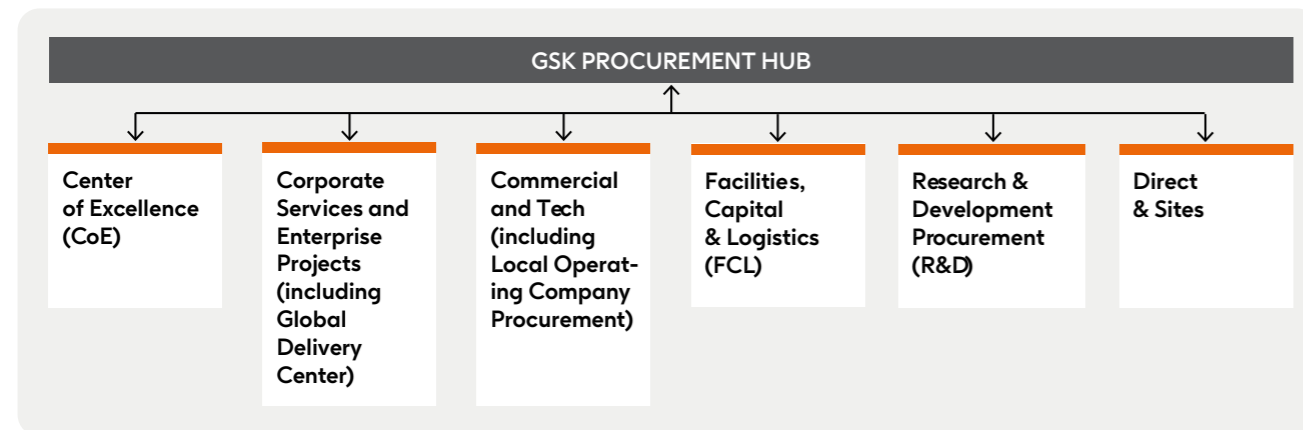 GSK PROCUREMENT HUB
Center
of Excellence
(CoE)
Corporate
Services and
Enterprise
Projects
(including
Global
Delivery
Center)
Commercial
and Tech
(including
Local Operat-
ing Company
Procurement)
Facilities,
Capital
& Logistics
(FCL)
Research &
Development
Procurement
(R&D)
Direct
& Sites